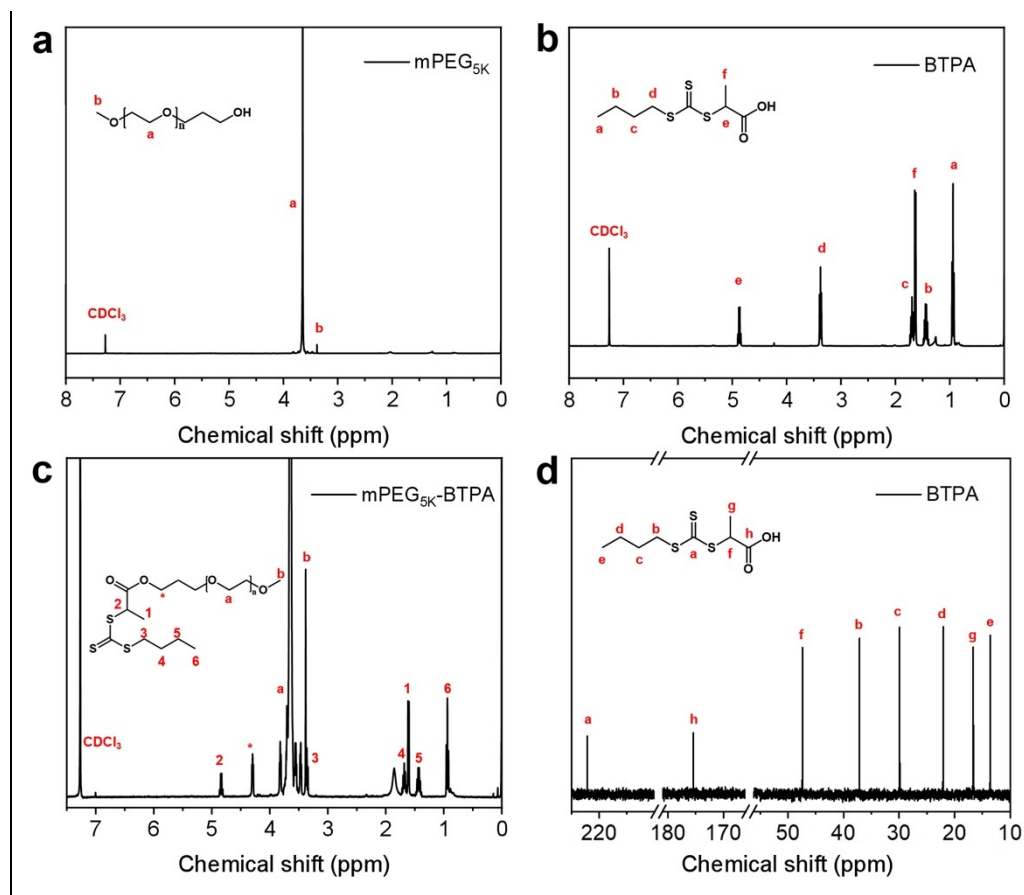 a
mPEG5K
b
O
O
n
OH
a
a
b
CDCl3
8 7 6 5 4 3 2 1 0
Chemical shift (ppm)
b
BTPA
b d S f
a c S S e OH
O
CDCl3
e
d
c
f
b
a
8 7 6 5 4 3 2 1 0
Chemical shift (ppm)
c
mPEG5K-BTPA
O
O
*
O
a
n
O
b
2
1
S
S
S
3
5
4
6
CDCl3
2
*
a
b
3
4
1
5
6
7 6 5 4 3 2 1 0
Chemical shift (ppm)
d
BTPA
d b S g
e c S a S f h OH
O
a
h
f
b
c
d
g
e
220 180 170 50 40 30 20 10
Chemical shift (ppm)